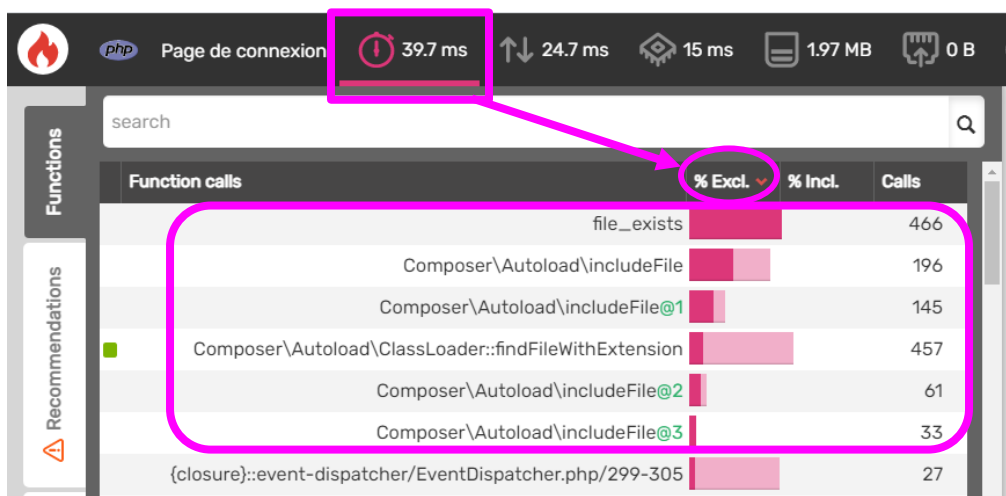 php Page de connexion 39.7 ms 24.7 ms 15 ms 1.97 MB 0 B
search
Functions
Recommendations
Function calls % Excl. % Incl. Calls
file_exists 466
Composer\Autoload\includeFile 196
Composer\Autoload\includeFile@1 145
Composer\Autoload\ClassLoader::findFileWithExtension 457
Composer\Autoload\includeFile@2 61
Composer\Autoload\includeFile@3 33
{closure}::event-dispatcher/EventDispatcher.php/299-305 27